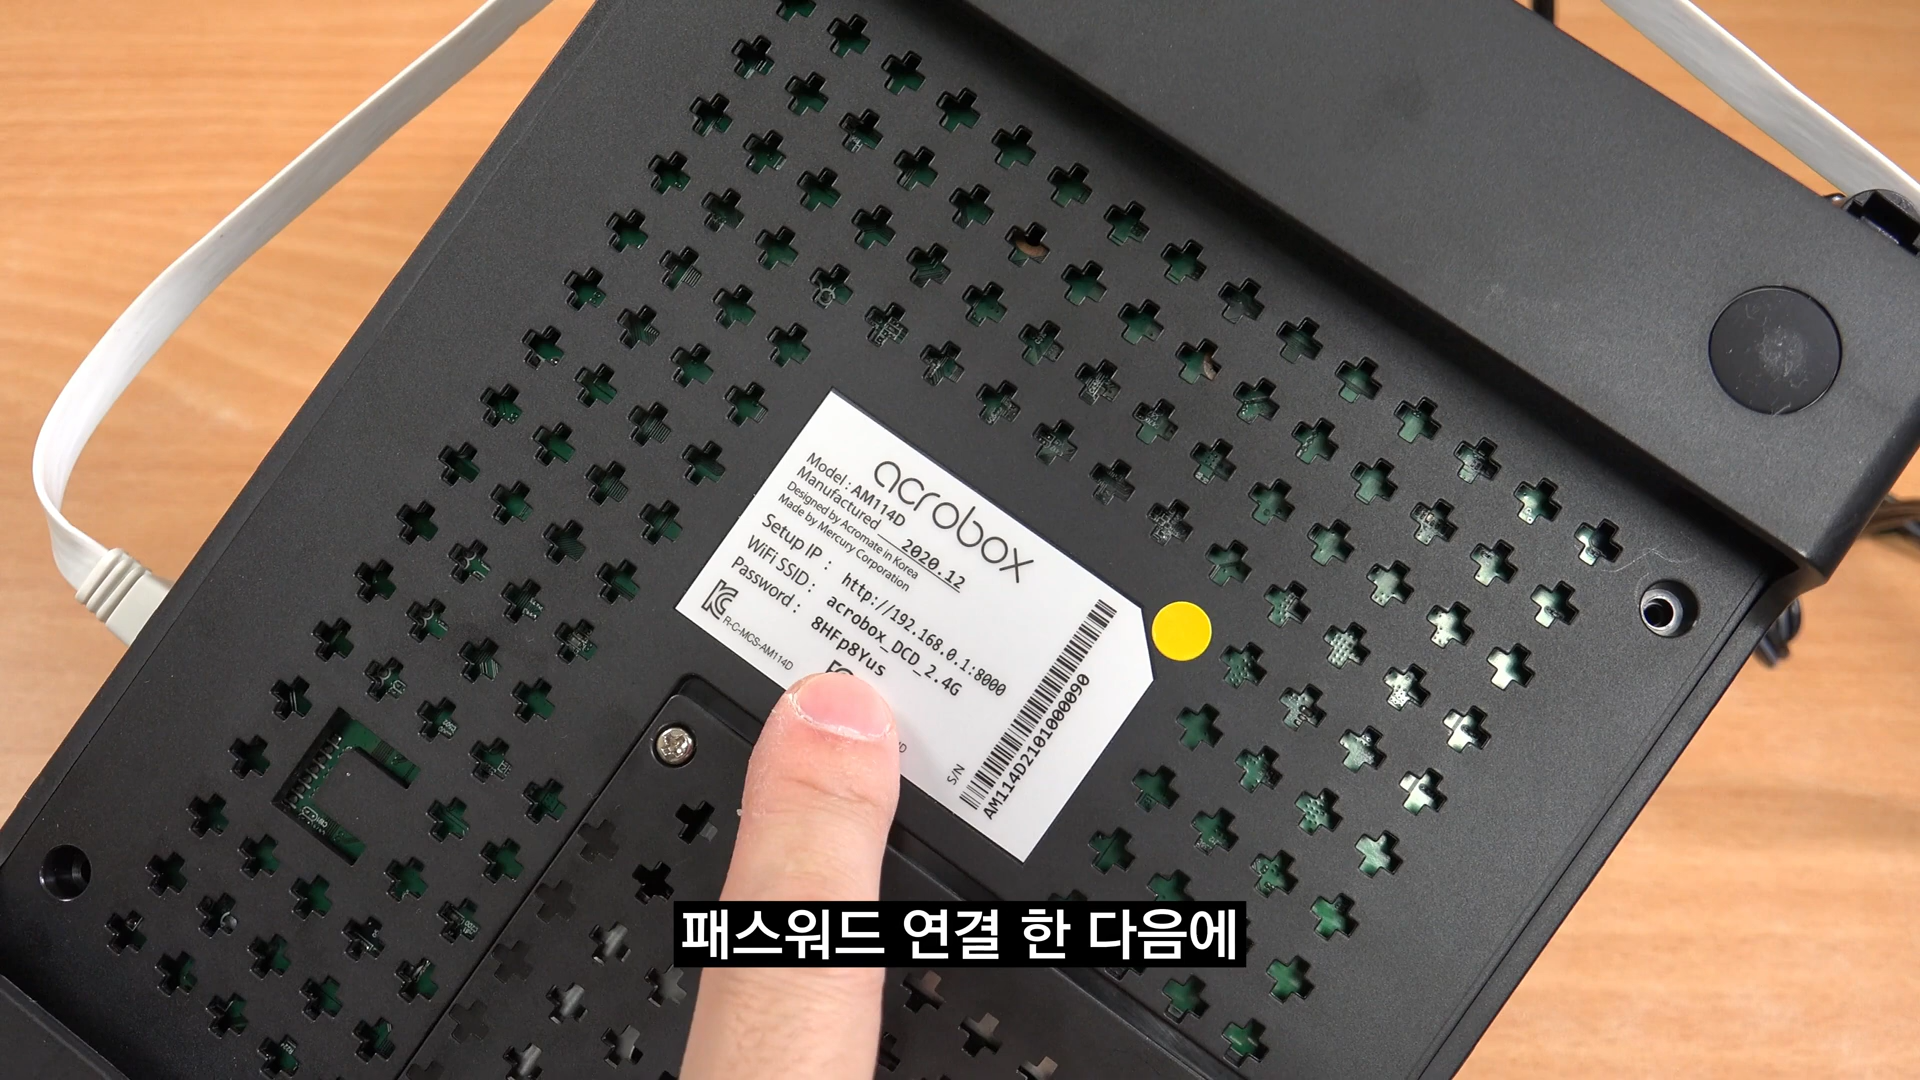 acrobox
Model : AM114D
Manufactured 2020.12
Designed by Acromate in Korea
Made by Mercury Corporation
Setup IP : http://192.168.0.1:8000
WiFi SSID : acrobox_DCD_2.4G
Password : 8HFp8Yus
R-C-MCS-AM114D
S/N
AM114D2101000090
패스워드 연결 한 다음에